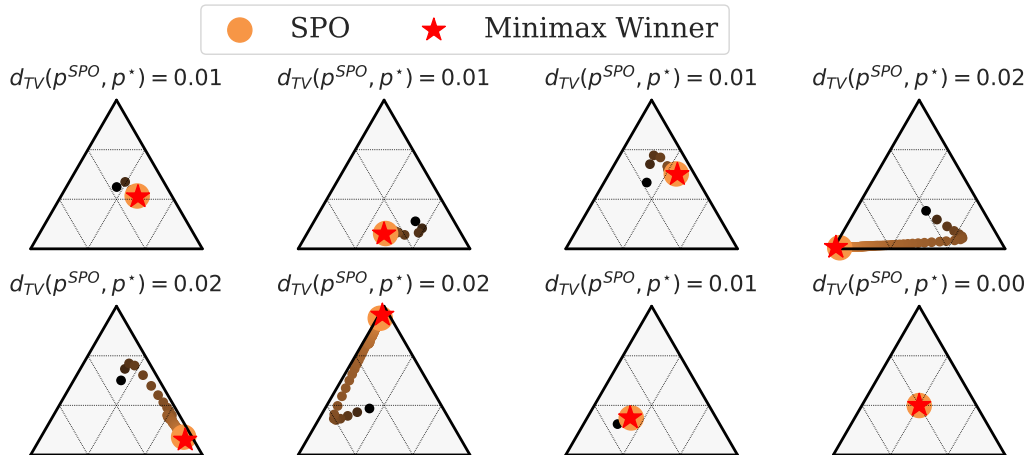 SPO ★ Minimax Winner
d_TV(p^SPO, p^⋆) = 0.01
d_TV(p^SPO, p^⋆) = 0.01
d_TV(p^SPO, p^⋆) = 0.01
d_TV(p^SPO, p^⋆) = 0.02
d_TV(p^SPO, p^⋆) = 0.02
d_TV(p^SPO, p^⋆) = 0.02
d_TV(p^SPO, p^⋆) = 0.01
d_TV(p^SPO, p^⋆) = 0.00